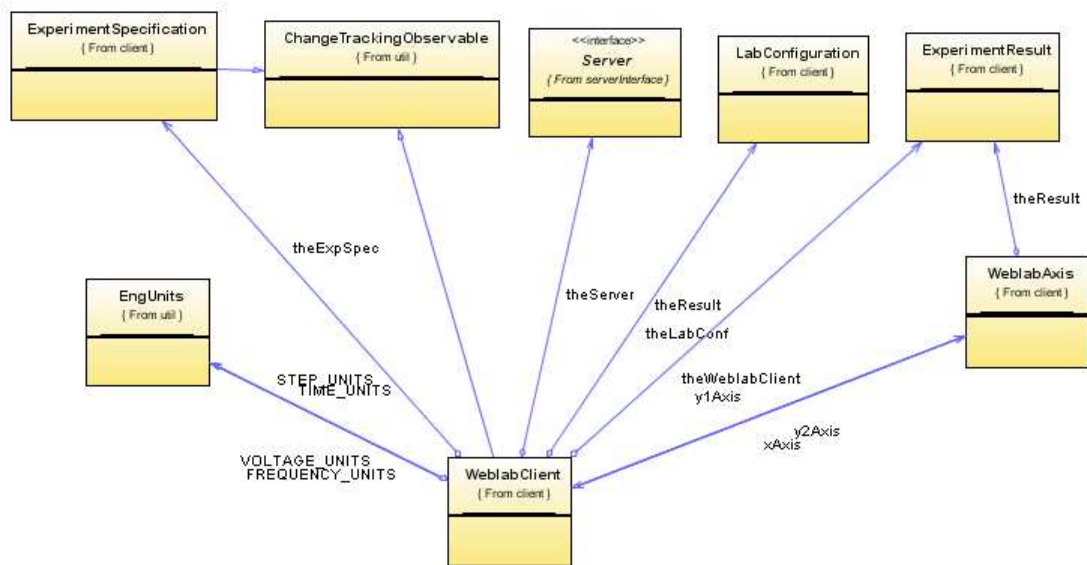 ExperimentSpecification
{ From client }
ChangeTrackingObservable
{ From util }
<<interface>>
Server
{ From serverInterface }
LabConfiguration
{ From client }
ExperimentResult
{ From client }
theResult
theExpSpec
WeblabAxis
{ From client }
EngUnits
{ From util }
theServer
theResult
theLabConf
STEP_UNITS
TIME_UNITS
theWeblabClient
y1Axis
y2Axis
xAxis
VOLTAGE_UNITS
FREQUENCY_UNITS
WeblabClient
{ From client }